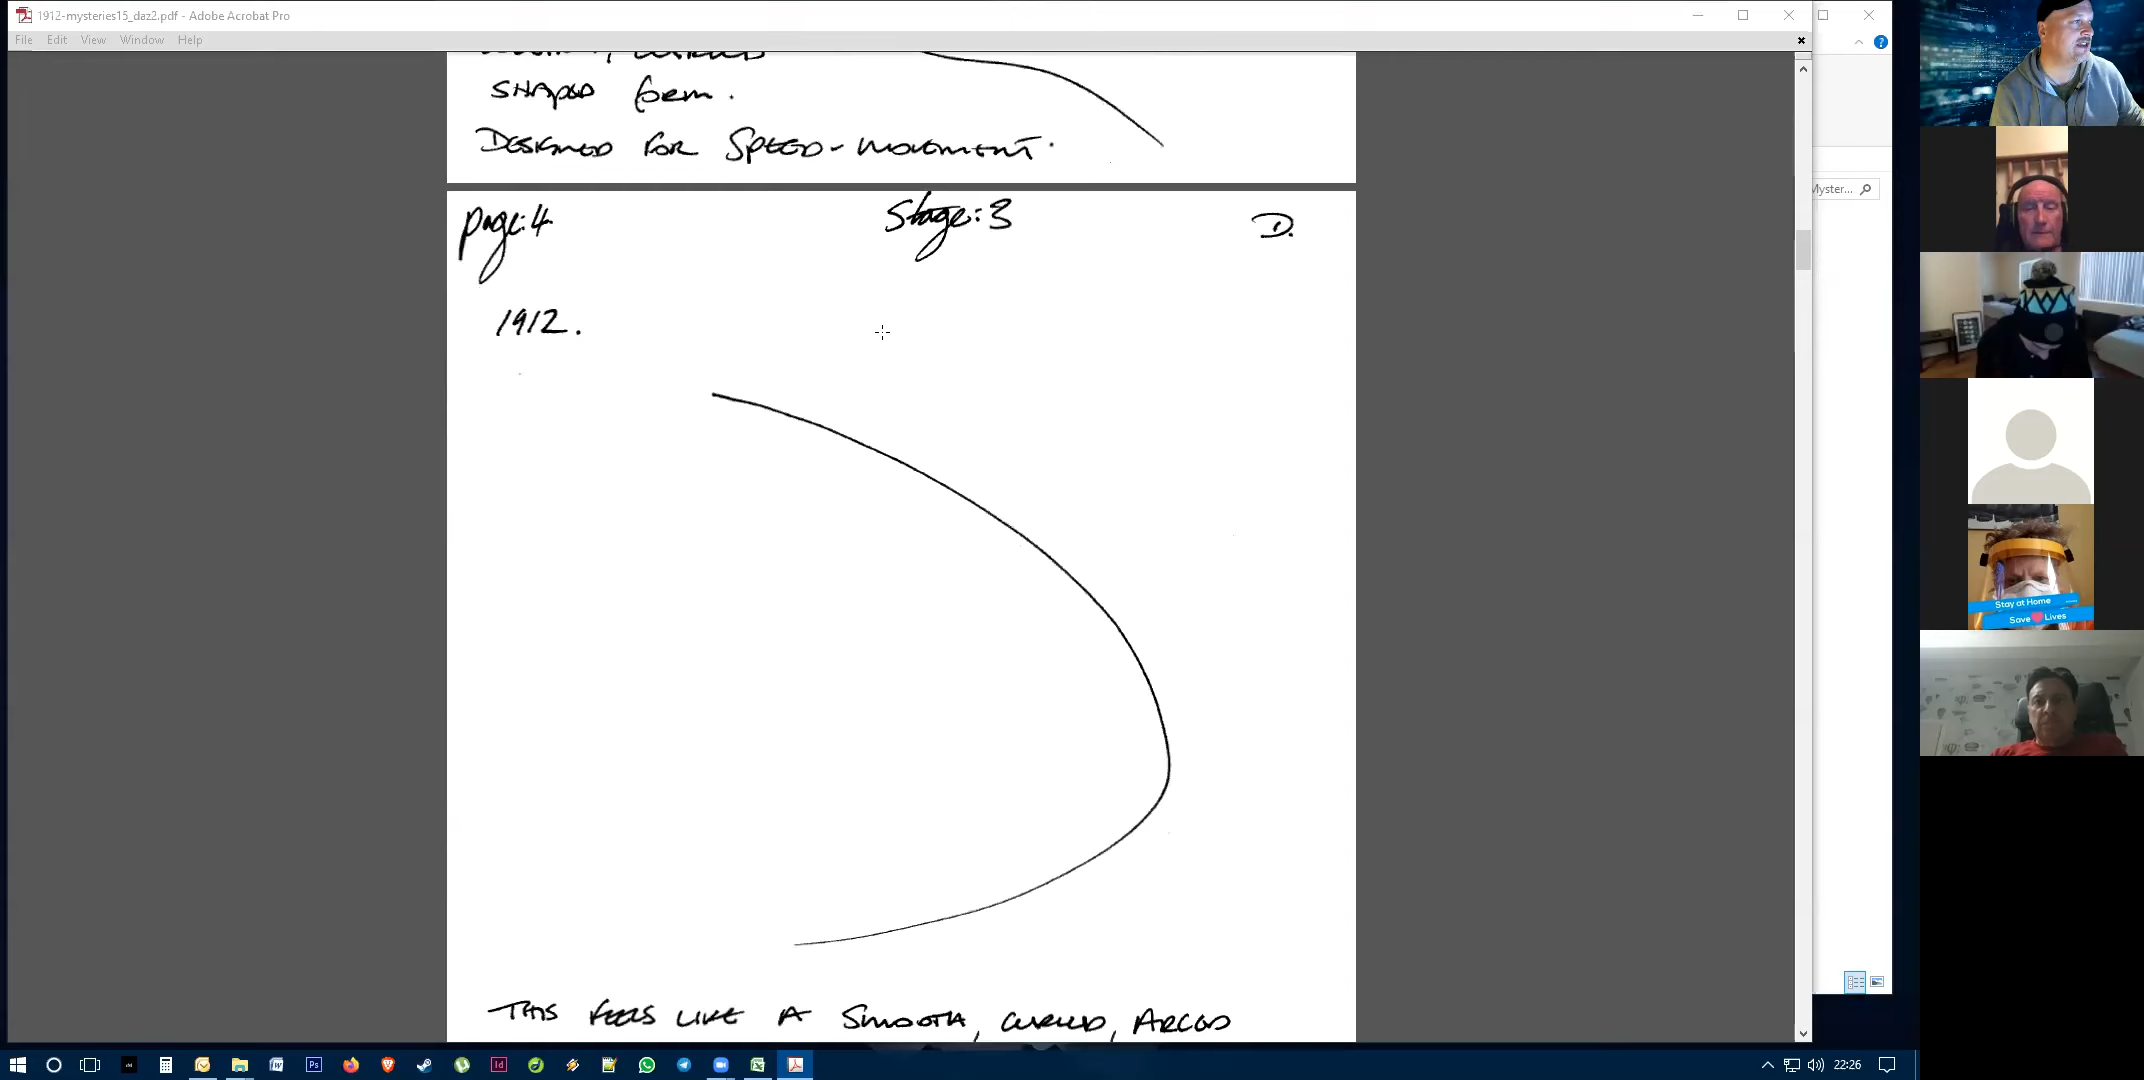 1912-mysteries15_daz2.pdf - Adobe Acrobat Pro
File Edit View Window Help
SHAPED form.
DESIGNED FOR SPEED - MOVEMENT.
page: 4 Stage: 3 D.
1912.
THIS FEELS LIKE A SMOOTH, CURVED, ARCED
Myster...
Stay at Home
Save Lives
22:26